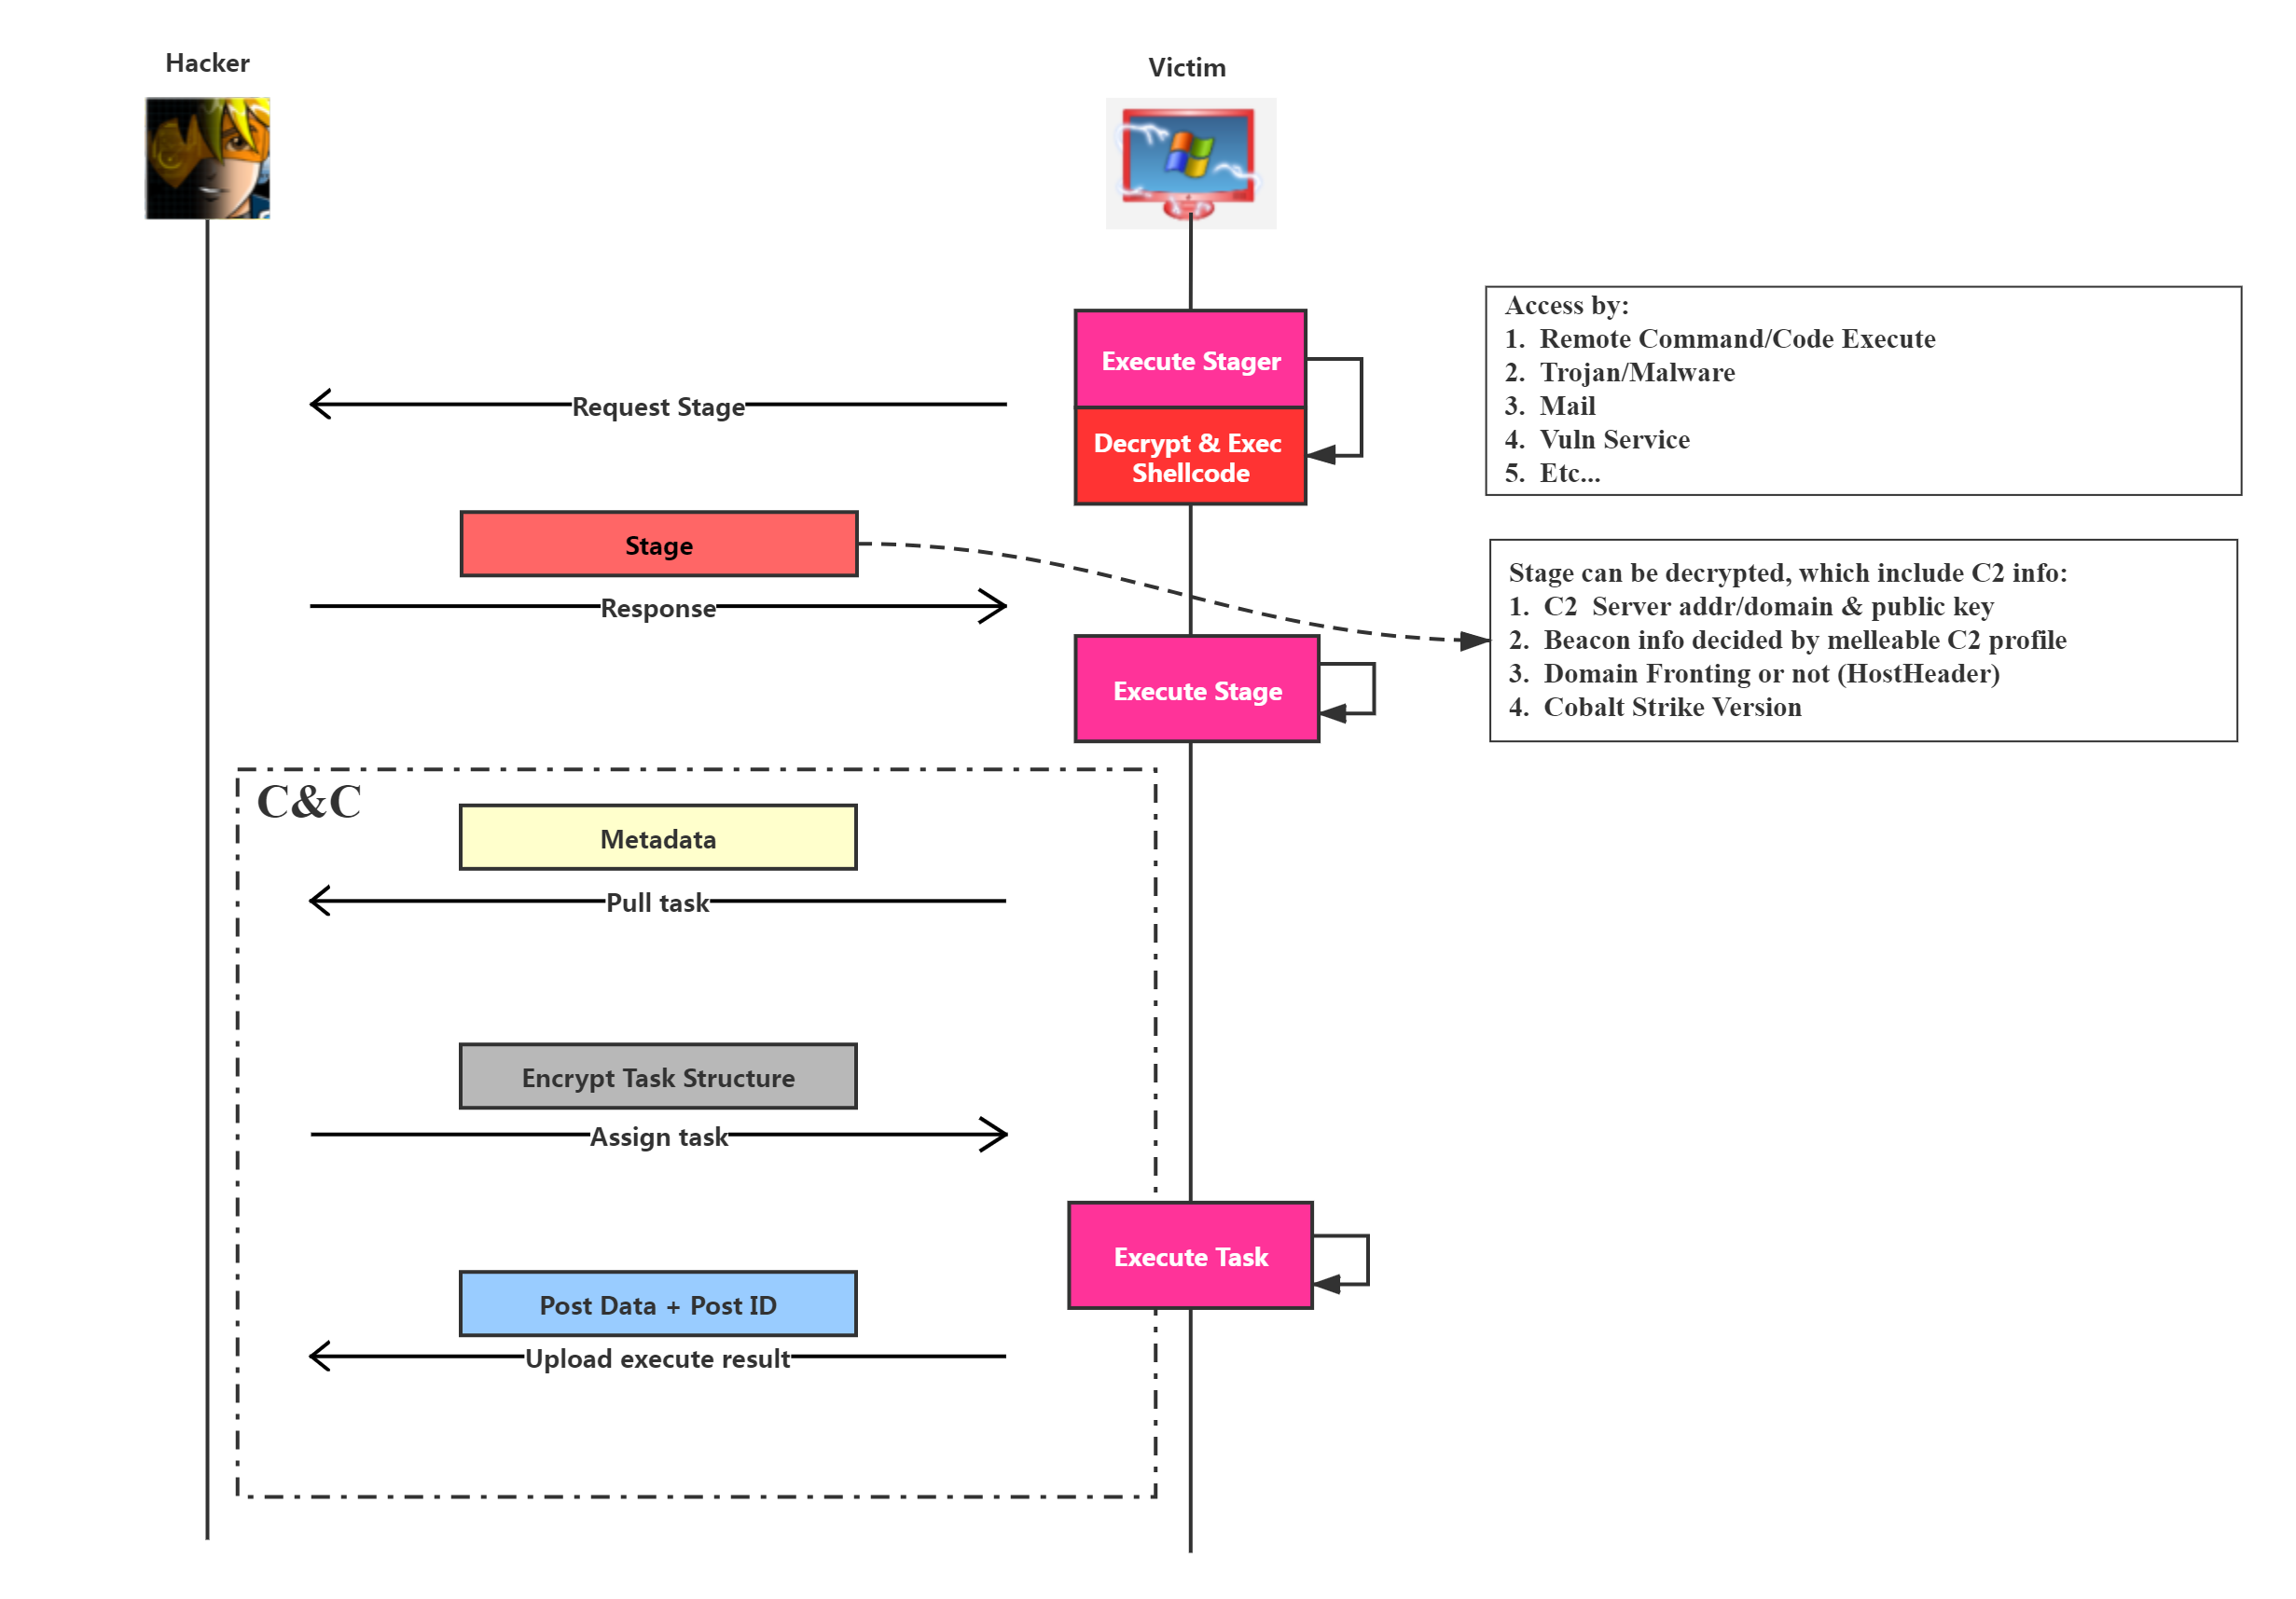 Hacker
Victim
Execute Stager
Request Stage
Decrypt & Exec
Shellcode
Access by:
1. Remote Command/Code Execute
2. Trojan/Malware
3. Mail
4. Vuln Service
5. Etc...
Stage
Response
Stage can be decrypted, which include C2 info:
1. C2 Server addr/domain & public key
2. Beacon info decided by melleable C2 profile
3. Domain Fronting or not (HostHeader)
4. Cobalt Strike Version
Execute Stage
C&C
Metadata
Pull task
Encrypt Task Structure
Assign task
Execute Task
Post Data + Post ID
Upload execute result